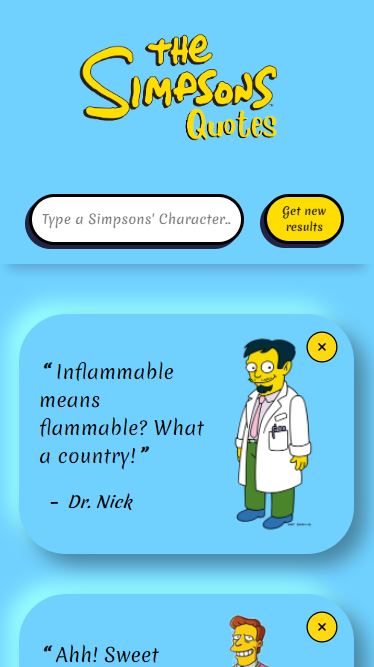 the
Simpsons
Quotes
Type a Simpsons' Character..
Get new
results
“ Inflammable
means
flammable? What
a country! ”
– Dr. Nick
“ Ahh! Sweet